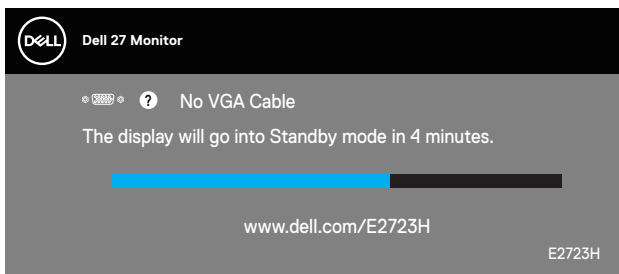 DELL Dell 27 Monitor
? No VGA Cable
The display will go into Standby mode in 4 minutes.
www.dell.com/E2723H
E2723H